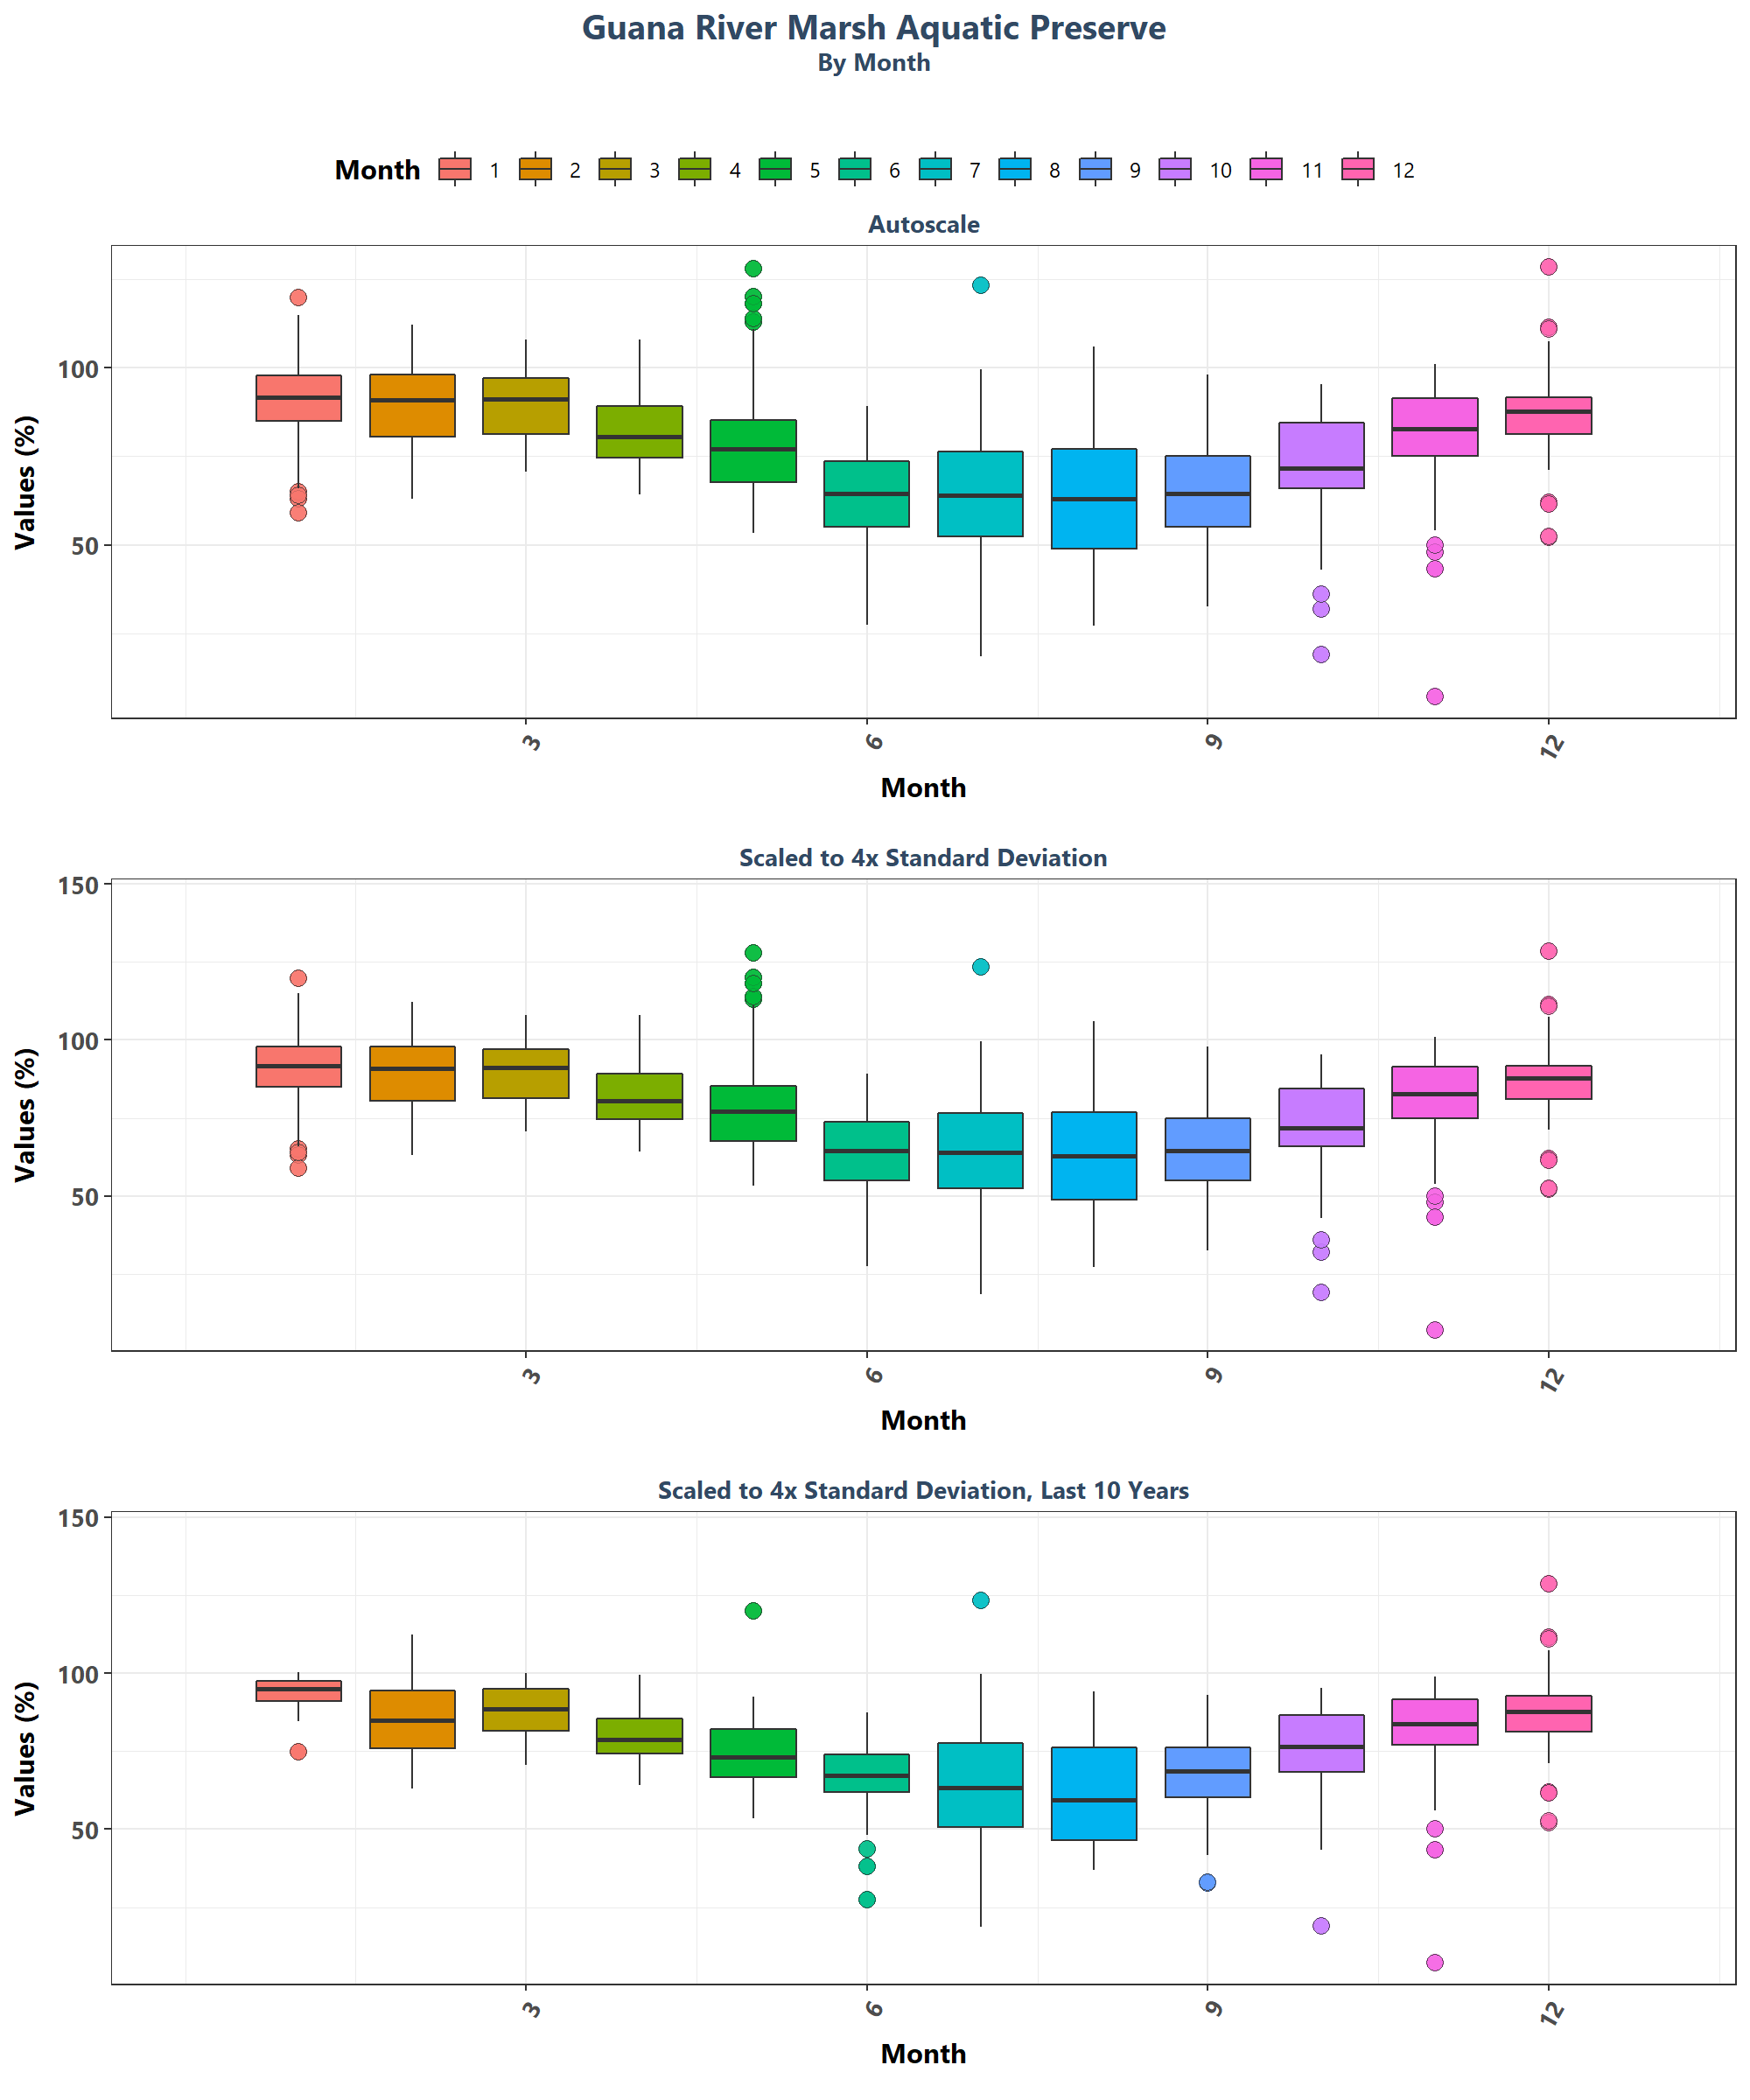 Guana River Marsh Aquatic Preserve
By Month
Month 1 2 3 4 5 6 7 8 9 10 11 12
Autoscale
Values (%)
100
50
3 6 9 12
Month
Scaled to 4x Standard Deviation
Values (%)
150
100
50
3 6 9 12
Month
Scaled to 4x Standard Deviation, Last 10 Years
Values (%)
150
100
50
3 6 9 12
Month